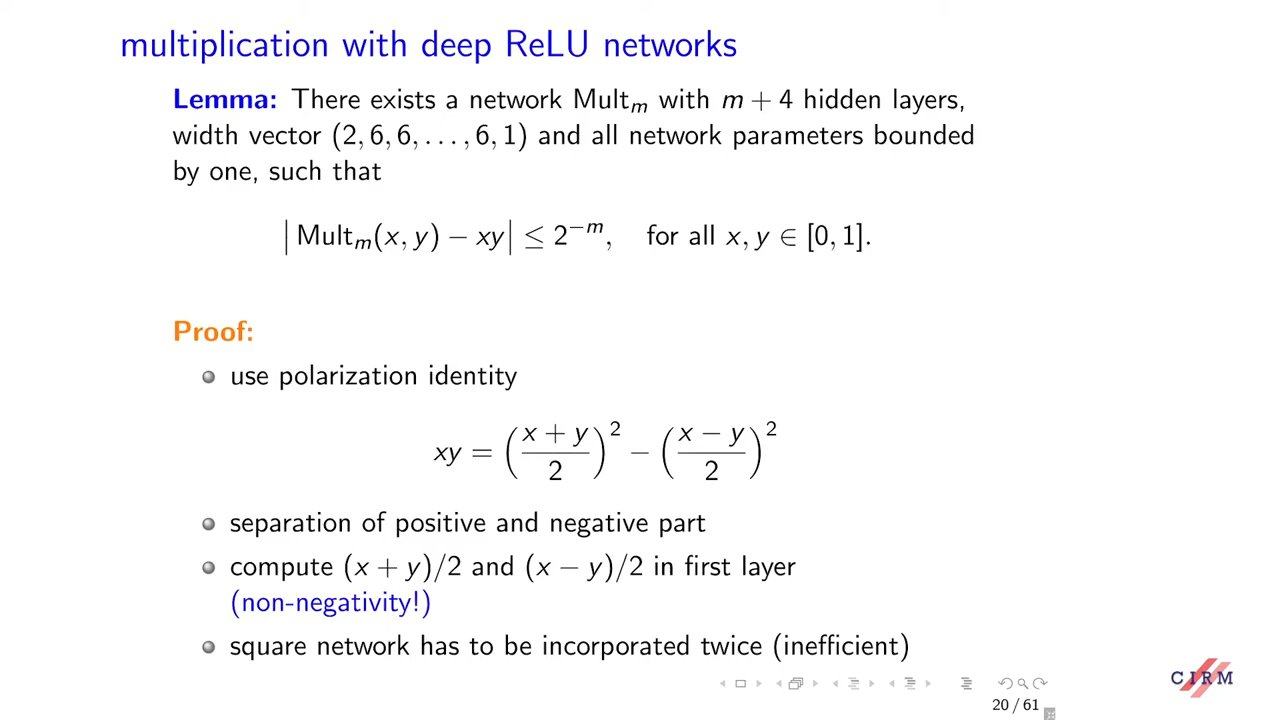 multiplication with deep ReLU networks
Lemma: There exists a network Multₘ with m + 4 hidden layers,
width vector (2, 6, 6, . . . , 6, 1) and all network parameters bounded
by one, such that
|Multₘ(x, y) − xy| ≤ 2⁻ᵐ, for all x, y ∈ [0, 1].
Proof:
use polarization identity
xy = ((x + y)/2)² − ((x − y)/2)²
separation of positive and negative part
compute (x + y)/2 and (x − y)/2 in first layer
(non-negativity!)
square network has to be incorporated twice (inefficient)
20 / 61
CIRM